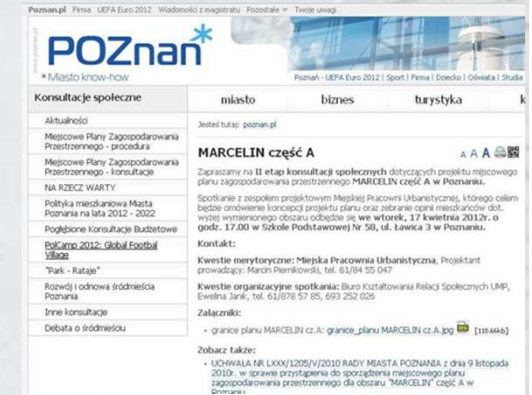 Poznan.pl Firma UEFA Euro 2012 Wiadomości z magistratu Pozostałe Twoje uwagi
www.poznan.pl
POZnan*
*Miasto know-how
Poznań - UEFA Euro 2012 | Sport | Firma | Dziecko | Oświata | Studia
Konsultacje społeczne
miasto biznes turystyka k
Aktualności
Miejscowe Plany Zagospodarowania
Przestrzennego - procedura
Miejscowe Plany Zagospodarowania
Przestrzennego - konsultacje
NA RZECZ WARTY
Polityka mieszkaniowa Miasta
Poznania na lata 2012 - 2022
Pogłębione Konsultacje Budżetowe
PolCamp 2012: Global Footbal
Village
"Park - Rataje"
Rozwój i odnowa śródmieścia
Poznania
Inne konsultacje
Debata o śródmieściu
Jesteś tutaj: poznan.pl
MARCELIN część A
A A A
Zapraszamy na II etap konsultacji społecznych dotyczących projektu mijscowego
planu zagospodarowania przestrzennego MARCELIN część A w Poznaniu.
Spotkanie z zespołem projektowym Miejskiej Pracowni Urbanistycznej, którego celem
będzie omówienie koncepcji projektu planu oraz zebranie opinii mieszkańców dot.
wyżej wymienionego obszaru odbędzie się we wtorek, 17 kwietnia 2012r. o
godz. 17.00 w Szkole Podstawowej Nr 58, ul. Ławica 3 w Poznaniu.
Kontakt:
Kwestie merytoryczne: Miejska Pracownia Urbanistyczna, Projektant
prowadzący: Marcin Piernikowski, tel. 61/84 55 047
Kwestie organizacyjne spotkania: Biuro Kształtowania Relacji Społecznych UMP,
Ewelina Janik, tel. 61/878 57 85, 693 252 026
Załączniki:
granice planu MARCELIN cz.A: granice_planu MARCELIN cz.A.jpg [110.66kb]
Zobacz także:
UCHWAŁA NR LXXX/1205/V/2010 RADY MIASTA POZNANIA z dnia 9 listopada
2010r. w sprawie przystąpienia do sporządzenia miejscowego planu
zagospodarowania przestrzennego dla obszaru "MARCELIN" część A w
Poznaniu